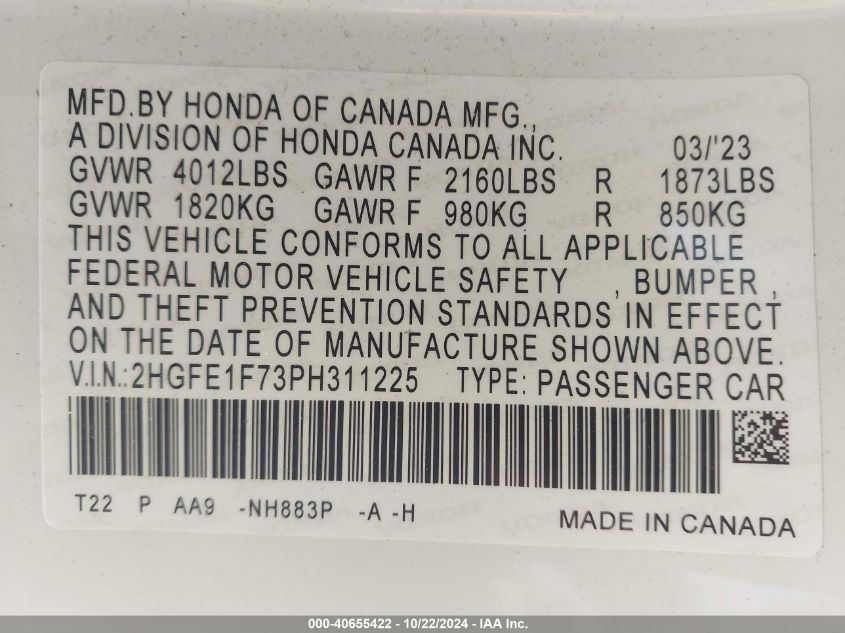 MFD.BY HONDA OF CANADA MFG.,
A DIVISION OF HONDA CANADA INC. 03/'23
GVWR 4012LBS GAWR F 2160LBS R 1873LBS
GVWR 1820KG GAWR F 980KG R 850KG
THIS VEHICLE CONFORMS TO ALL APPLICABLE
FEDERAL MOTOR VEHICLE SAFETY , BUMPER ,
AND THEFT PREVENTION STANDARDS IN EFFECT
ON THE DATE OF MANUFACTURE SHOWN ABOVE.
V.I.N.:2HGFE1F73PH311225 TYPE: PASSENGER CAR
T22 P AA9 -NH883P -A -H
MADE IN CANADA
000-40655422 - 10/22/2024 - IAA Inc.